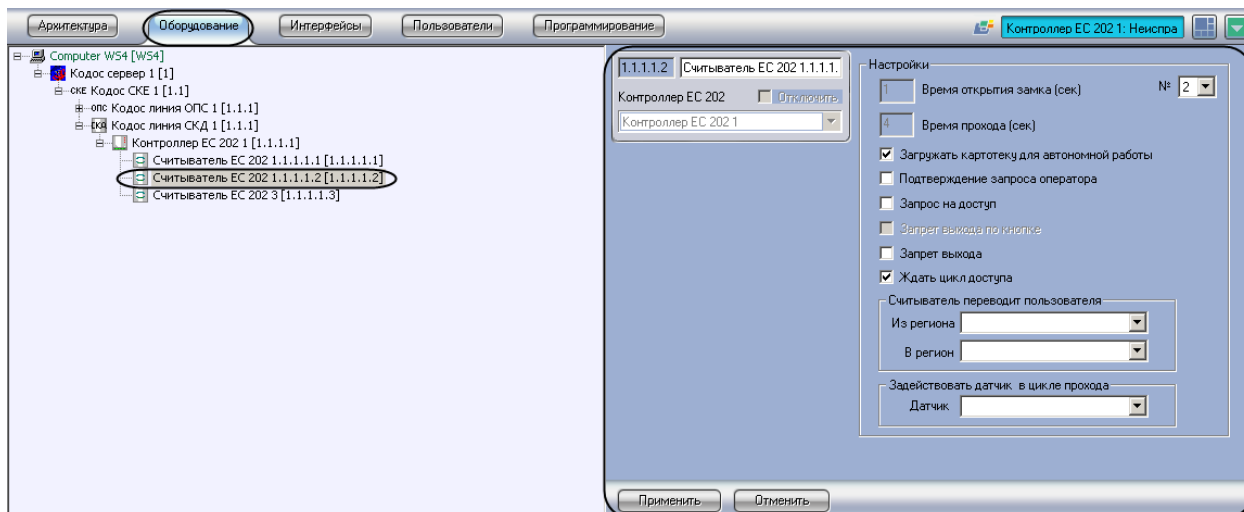 Архитектура Оборудование Интерфейсы Пользователи Программирование Контроллер ЕС 202 1: Неиспра
Computer WS4 [WS4]
Кодос сервер 1 [1]
СКЕ Кодос СКЕ 1 [1.1]
ОПС Кодос линия ОПС 1 [1.1.1]
СКД Кодос линия СКД 1 [1.1.1]
Контроллер ЕС 202 1 [1.1.1.1]
Считыватель ЕС 202 1.1.1.1.1 [1.1.1.1.1]
Считыватель ЕС 202 1.1.1.1.2 [1.1.1.1.2]
Считыватель ЕС 202 3 [1.1.1.1.3]
1.1.1.1.2 Считыватель ЕС 202 1.1.1.1.
Контроллер ЕС 202 Отключить
Контроллер ЕС 202 1
Настройки
1 Время открытия замка (сек) № 2
4 Время прохода (сек)
Загружать картотеку для автономной работы
Подтверждение запроса оператора
Запрос на доступ
Запрет выхода по кнопке
Запрет выхода
Ждать цикл доступа
Считыватель переводит пользователя
Из региона
В регион
Задействовать датчик в цикле прохода
Датчик
Применить Отменить